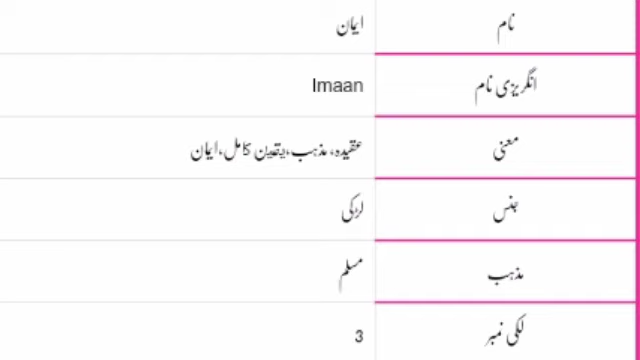 نام ایمان
انگریزی نام Imaan
معنی عقیدہ، مذہب،یقین کامل،ایمان
جنس لڑکی
مذہب مسلم
لکی نمبر 3